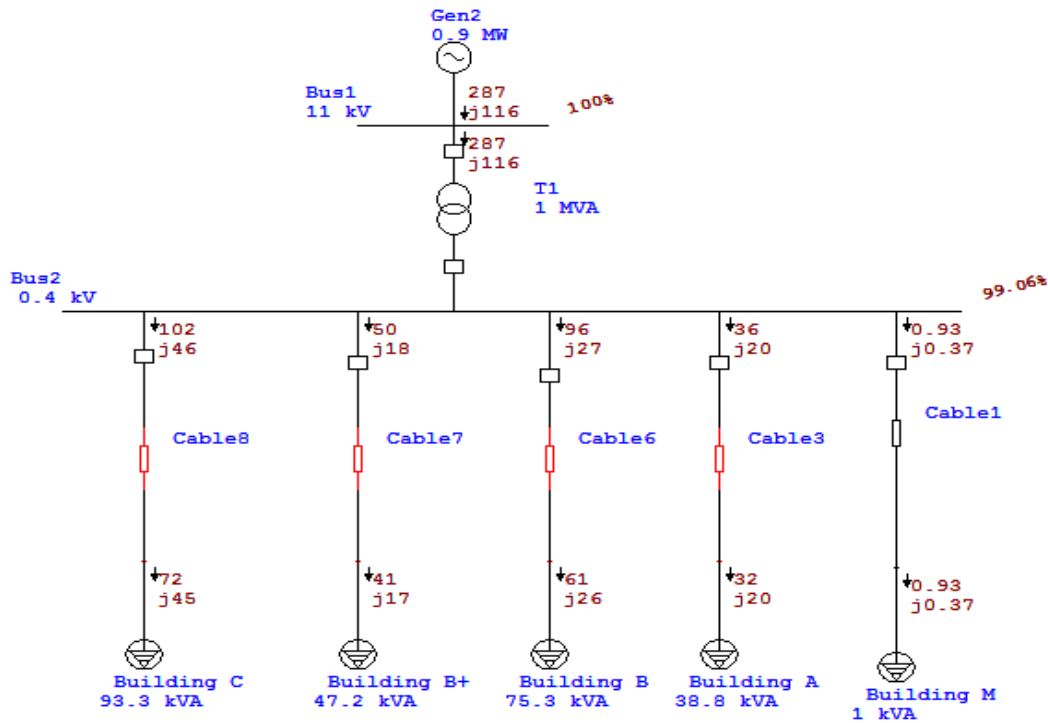 Gen2
0.9 MW
Bus1
11 kV
287
j116
100%
287
j116
T1
1 MVA
Bus2
0.4 kV
99.06%
102
j46
50
j18
96
j27
36
j20
0.93
j0.37
Cable8
Cable7
Cable6
Cable3
Cable1
72
j45
41
j17
61
j26
32
j20
0.93
j0.37
Building C
93.3 kVA
Building B+
47.2 kVA
Building B
75.3 kVA
Building A
38.8 kVA
Building M
1 kVA